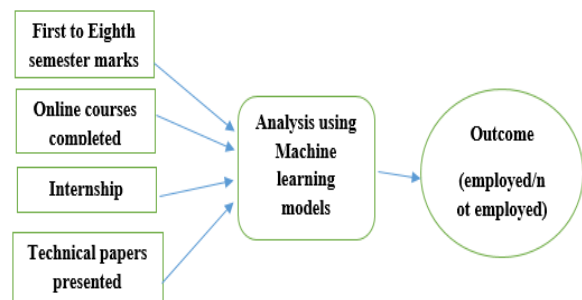 First to Eighth
semester marks
Online courses
completed
Internship
Technical papers
presented
Analysis using
Machine
learning
models
Outcome
(employed/n
ot employed)